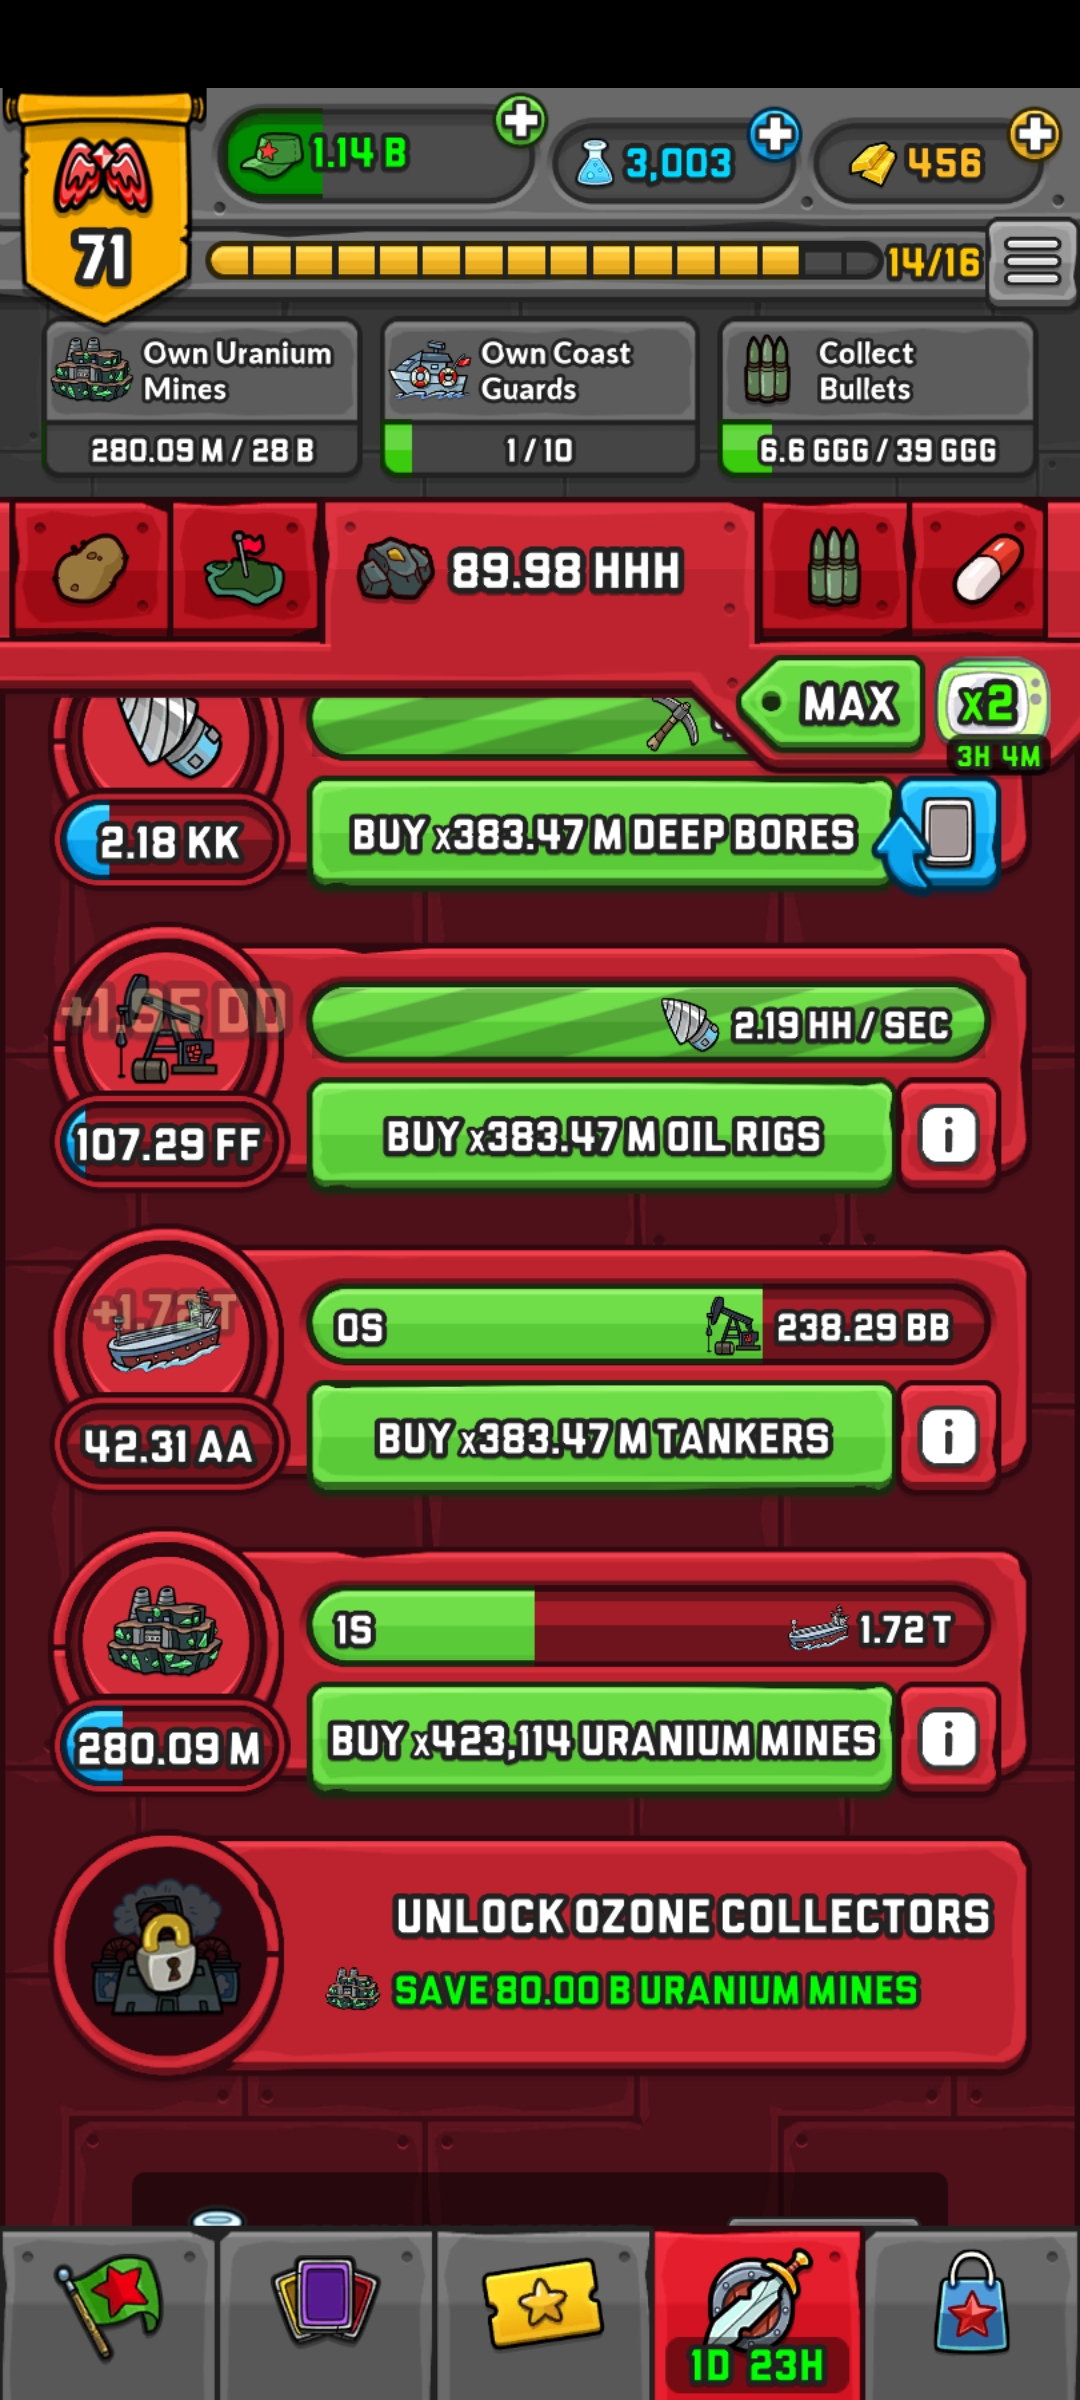 1.14 B
3,003
456
71
14/16
Own Uranium
Mines
280.09 M / 28 B
Own Coast
Guards
1 / 10
Collect
Bullets
6.6 GGG / 39 GGG
89.98 HHH
MAX
x2
3H 4M
2.18 KK
BUY x383.47 M DEEP BORES
+1.95 DD
2.19 HH / SEC
107.29 FF
BUY x383.47 M OIL RIGS
i
+1.72 T
0S
238.29 BB
42.31 AA
BUY x383.47 M TANKERS
i
1S
1.72 T
280.09 M
BUY x423,114 URANIUM MINES
i
UNLOCK OZONE COLLECTORS
SAVE 80.00 B URANIUM MINES
1D 23H